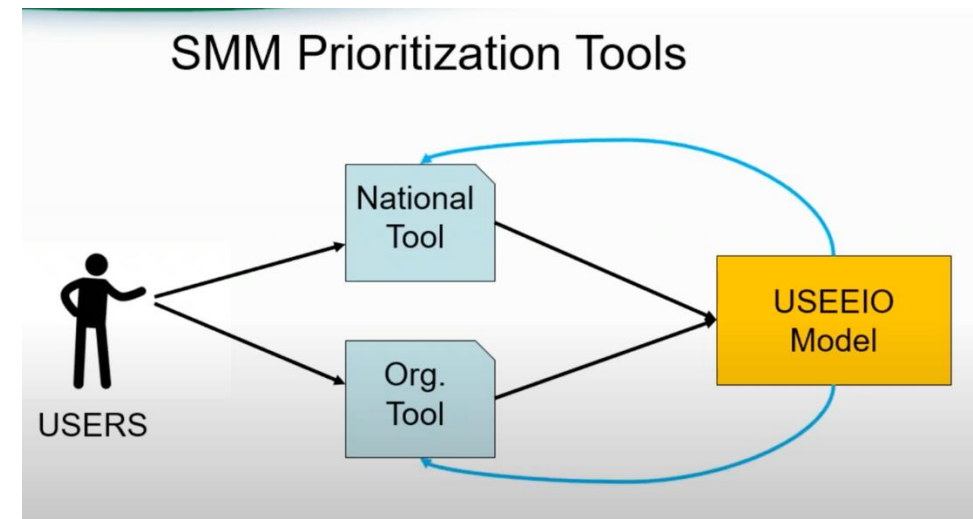 SMM Prioritization Tools
National
Tool
USEEIO
Model
Org.
Tool
USERS